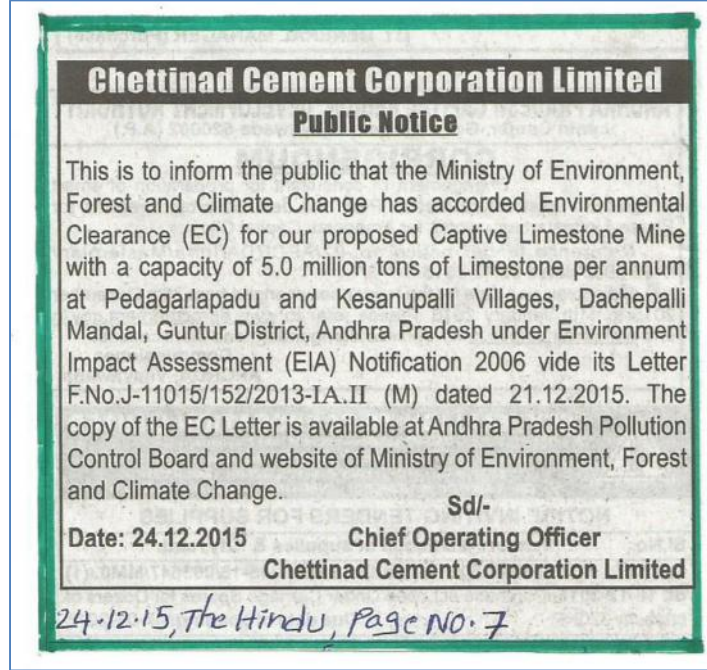 Chettinad Cement Corporation Limited
Public Notice
This is to inform the public that the Ministry of Environment,
Forest and Climate Change has accorded Environmental
Clearance (EC) for our proposed Captive Limestone Mine
with a capacity of 5.0 million tons of Limestone per annum
at Pedagarlapadu and Kesanupalli Villages, Dachepalli
Mandal, Guntur District, Andhra Pradesh under Environment
Impact Assessment (EIA) Notification 2006 vide its Letter
F.No.J-11015/152/2013-IA.II (M) dated 21.12.2015. The
copy of the EC Letter is available at Andhra Pradesh Pollution
Control Board and website of Ministry of Environment, Forest
and Climate Change.
Sd/-
Date: 24.12.2015 Chief Operating Officer
Chettinad Cement Corporation Limited
24.12.15, The Hindu, Page No. 7